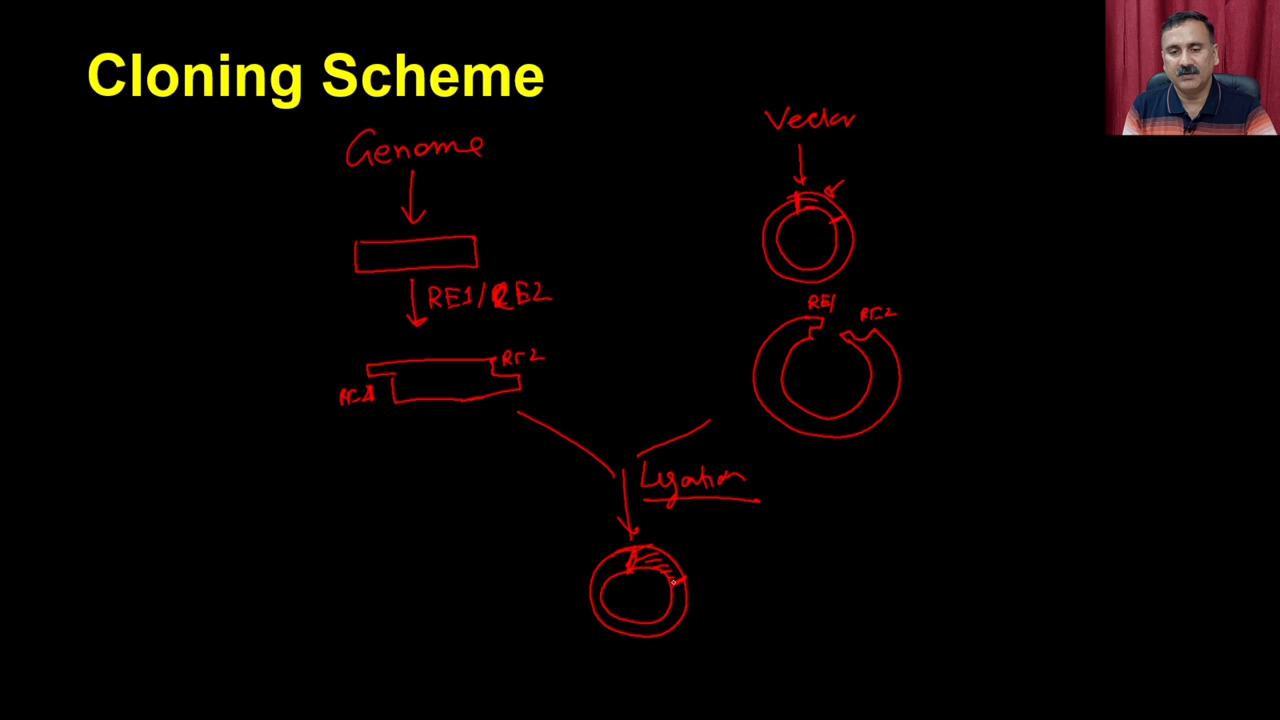 Cloning Scheme
Genome
Vector
RE1/RE2
RE1
RE2
RE2
RE1
Ligation